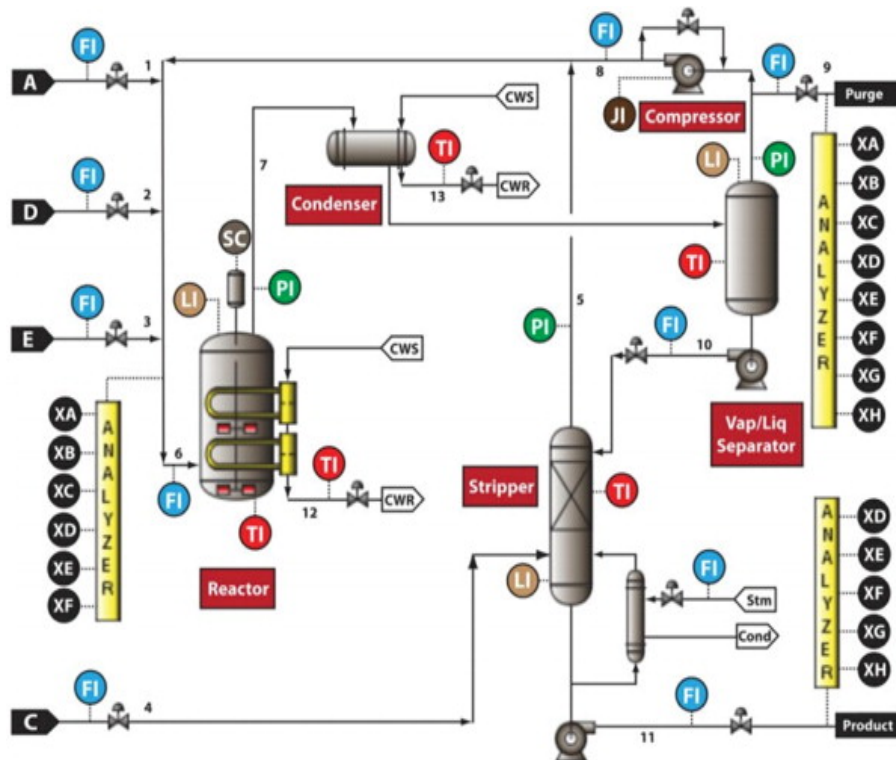 FI
FI
FI
9
A
1
8
Purge
CWS
JI
Compressor
XA
7
TI
LI
PI
FI
XB
D
2
13
CWR
Condenser
XC
SC
TI
XD
LI
PI
5
XE
FI
PI
FI
XF
E
3
10
CWS
XG
XA
XH
ANALYZER
Vap/Liq
Separator
XB
6
TI
Stripper
TI
XC
FI
12
CWR
XD
XD
TI
ANALYZER
XE
XE
LI
FI
XF
Reactor
XF
Stm
XG
Cond
XH
ANALYZER
FI
FI
C
4
11
Product